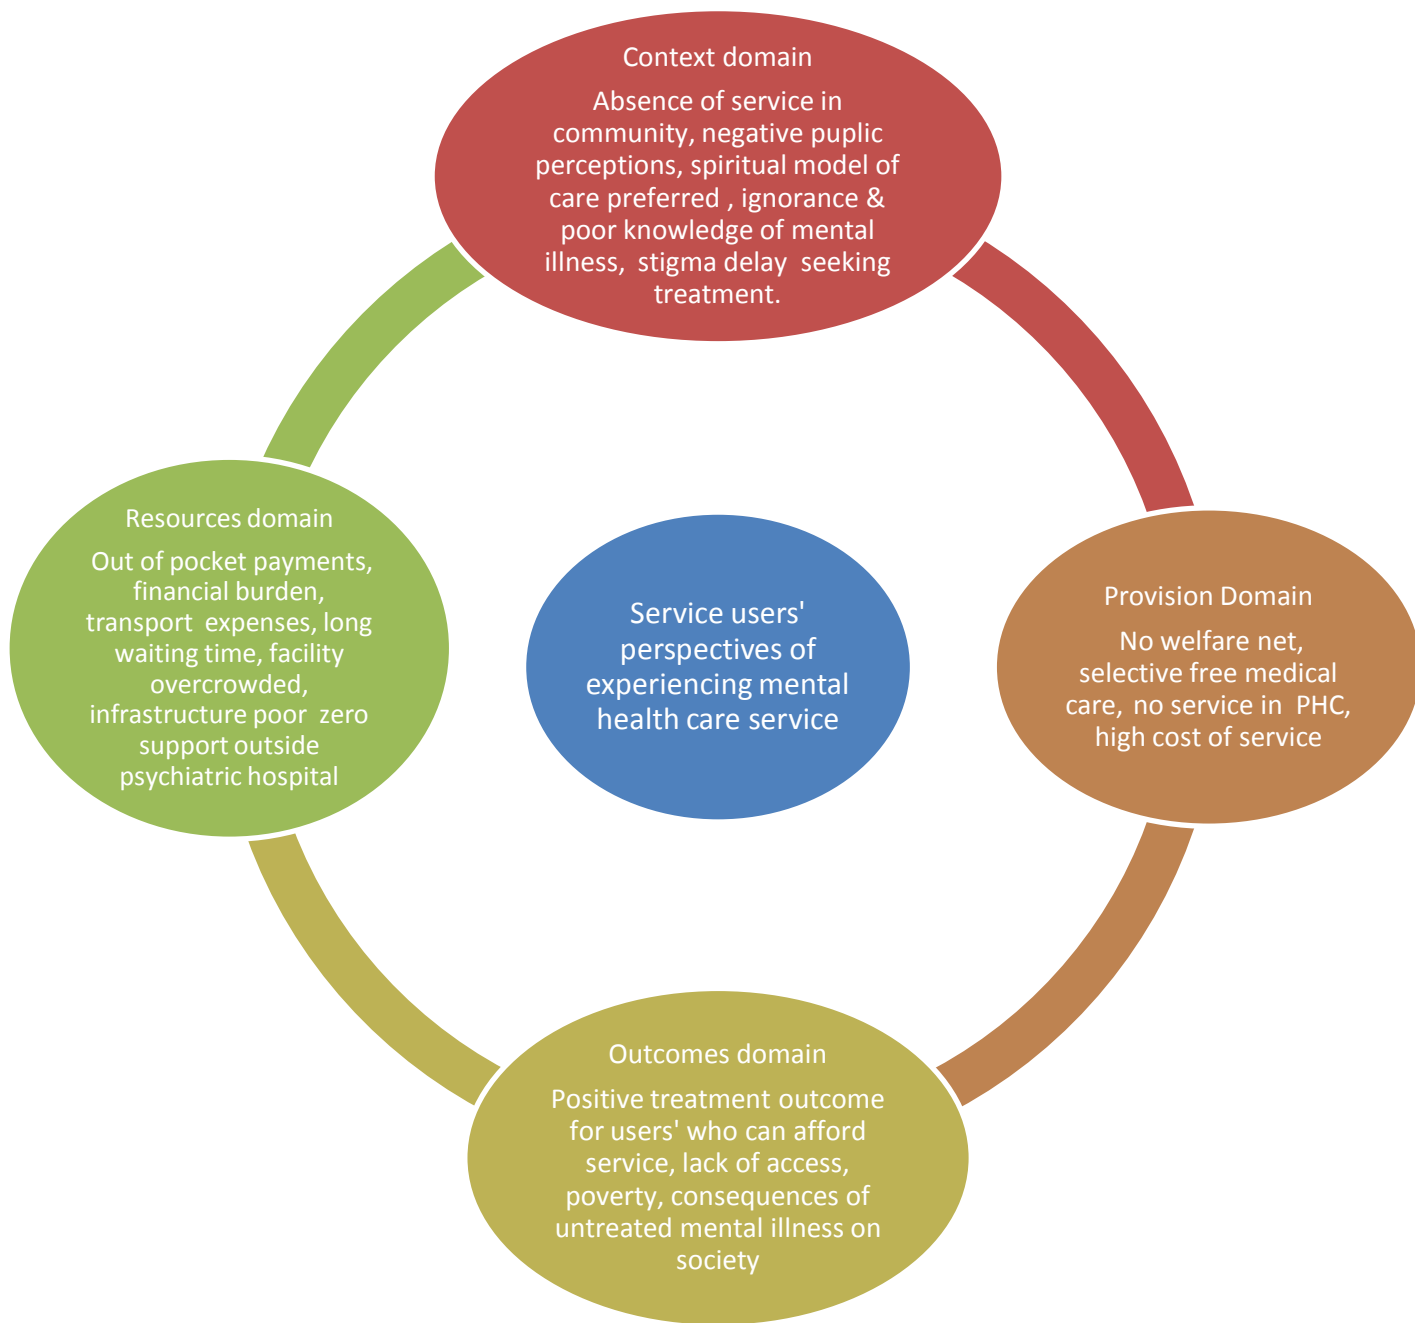 Context domain
Absence of service in
community, negative puplic
perceptions, spiritual model of
care preferred , ignorance &
poor knowledge of mental
illness, stigma delay seeking
treatment.
Resources domain
Out of pocket payments,
financial burden,
transport expenses, long
waiting time, facility
overcrowded,
infrastructure poor zero
support outside
psychiatric hospital
Service users'
perspectives of
experiencing mental
health care service
Provision Domain
No welfare net,
selective free medical
care, no service in PHC,
high cost of service
Outcomes domain
Positive treatment outcome
for users' who can afford
service, lack of access,
poverty, consequences of
untreated mental illness on
society